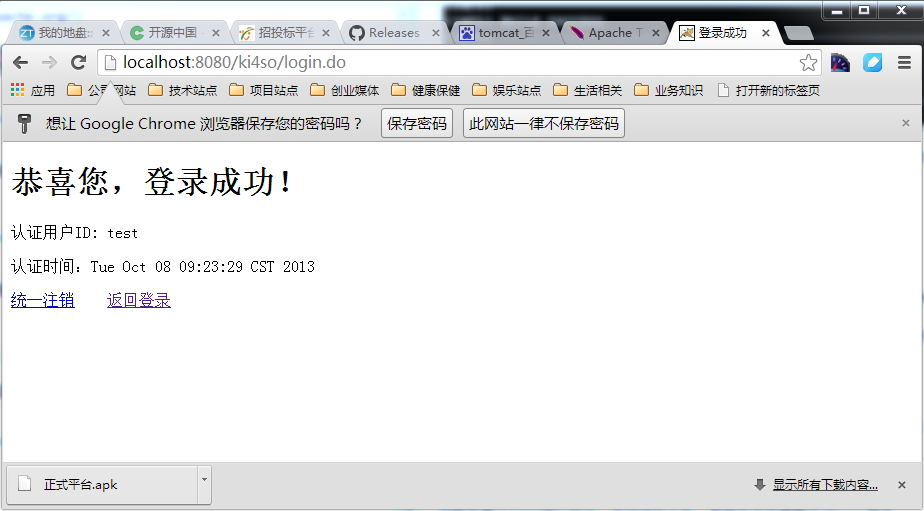 我的地盘::
开源中国 -
招投标平台
Releases
tomcat_百
Apache T
登录成功
localhost:8080/ki4so/login.do
应用 公司网站 技术站点 项目站点 创业媒体 健康保健 娱乐站点 生活相关 业务知识 打开新的标签页
想让 Google Chrome 浏览器保存您的密码吗？ 保存密码 此网站一律不保存密码
恭喜您，登录成功！
认证用户ID: test
认证时间：Tue Oct 08 09:23:29 CST 2013
统一注销 返回登录
正式平台.apk 显示所有下载内容...